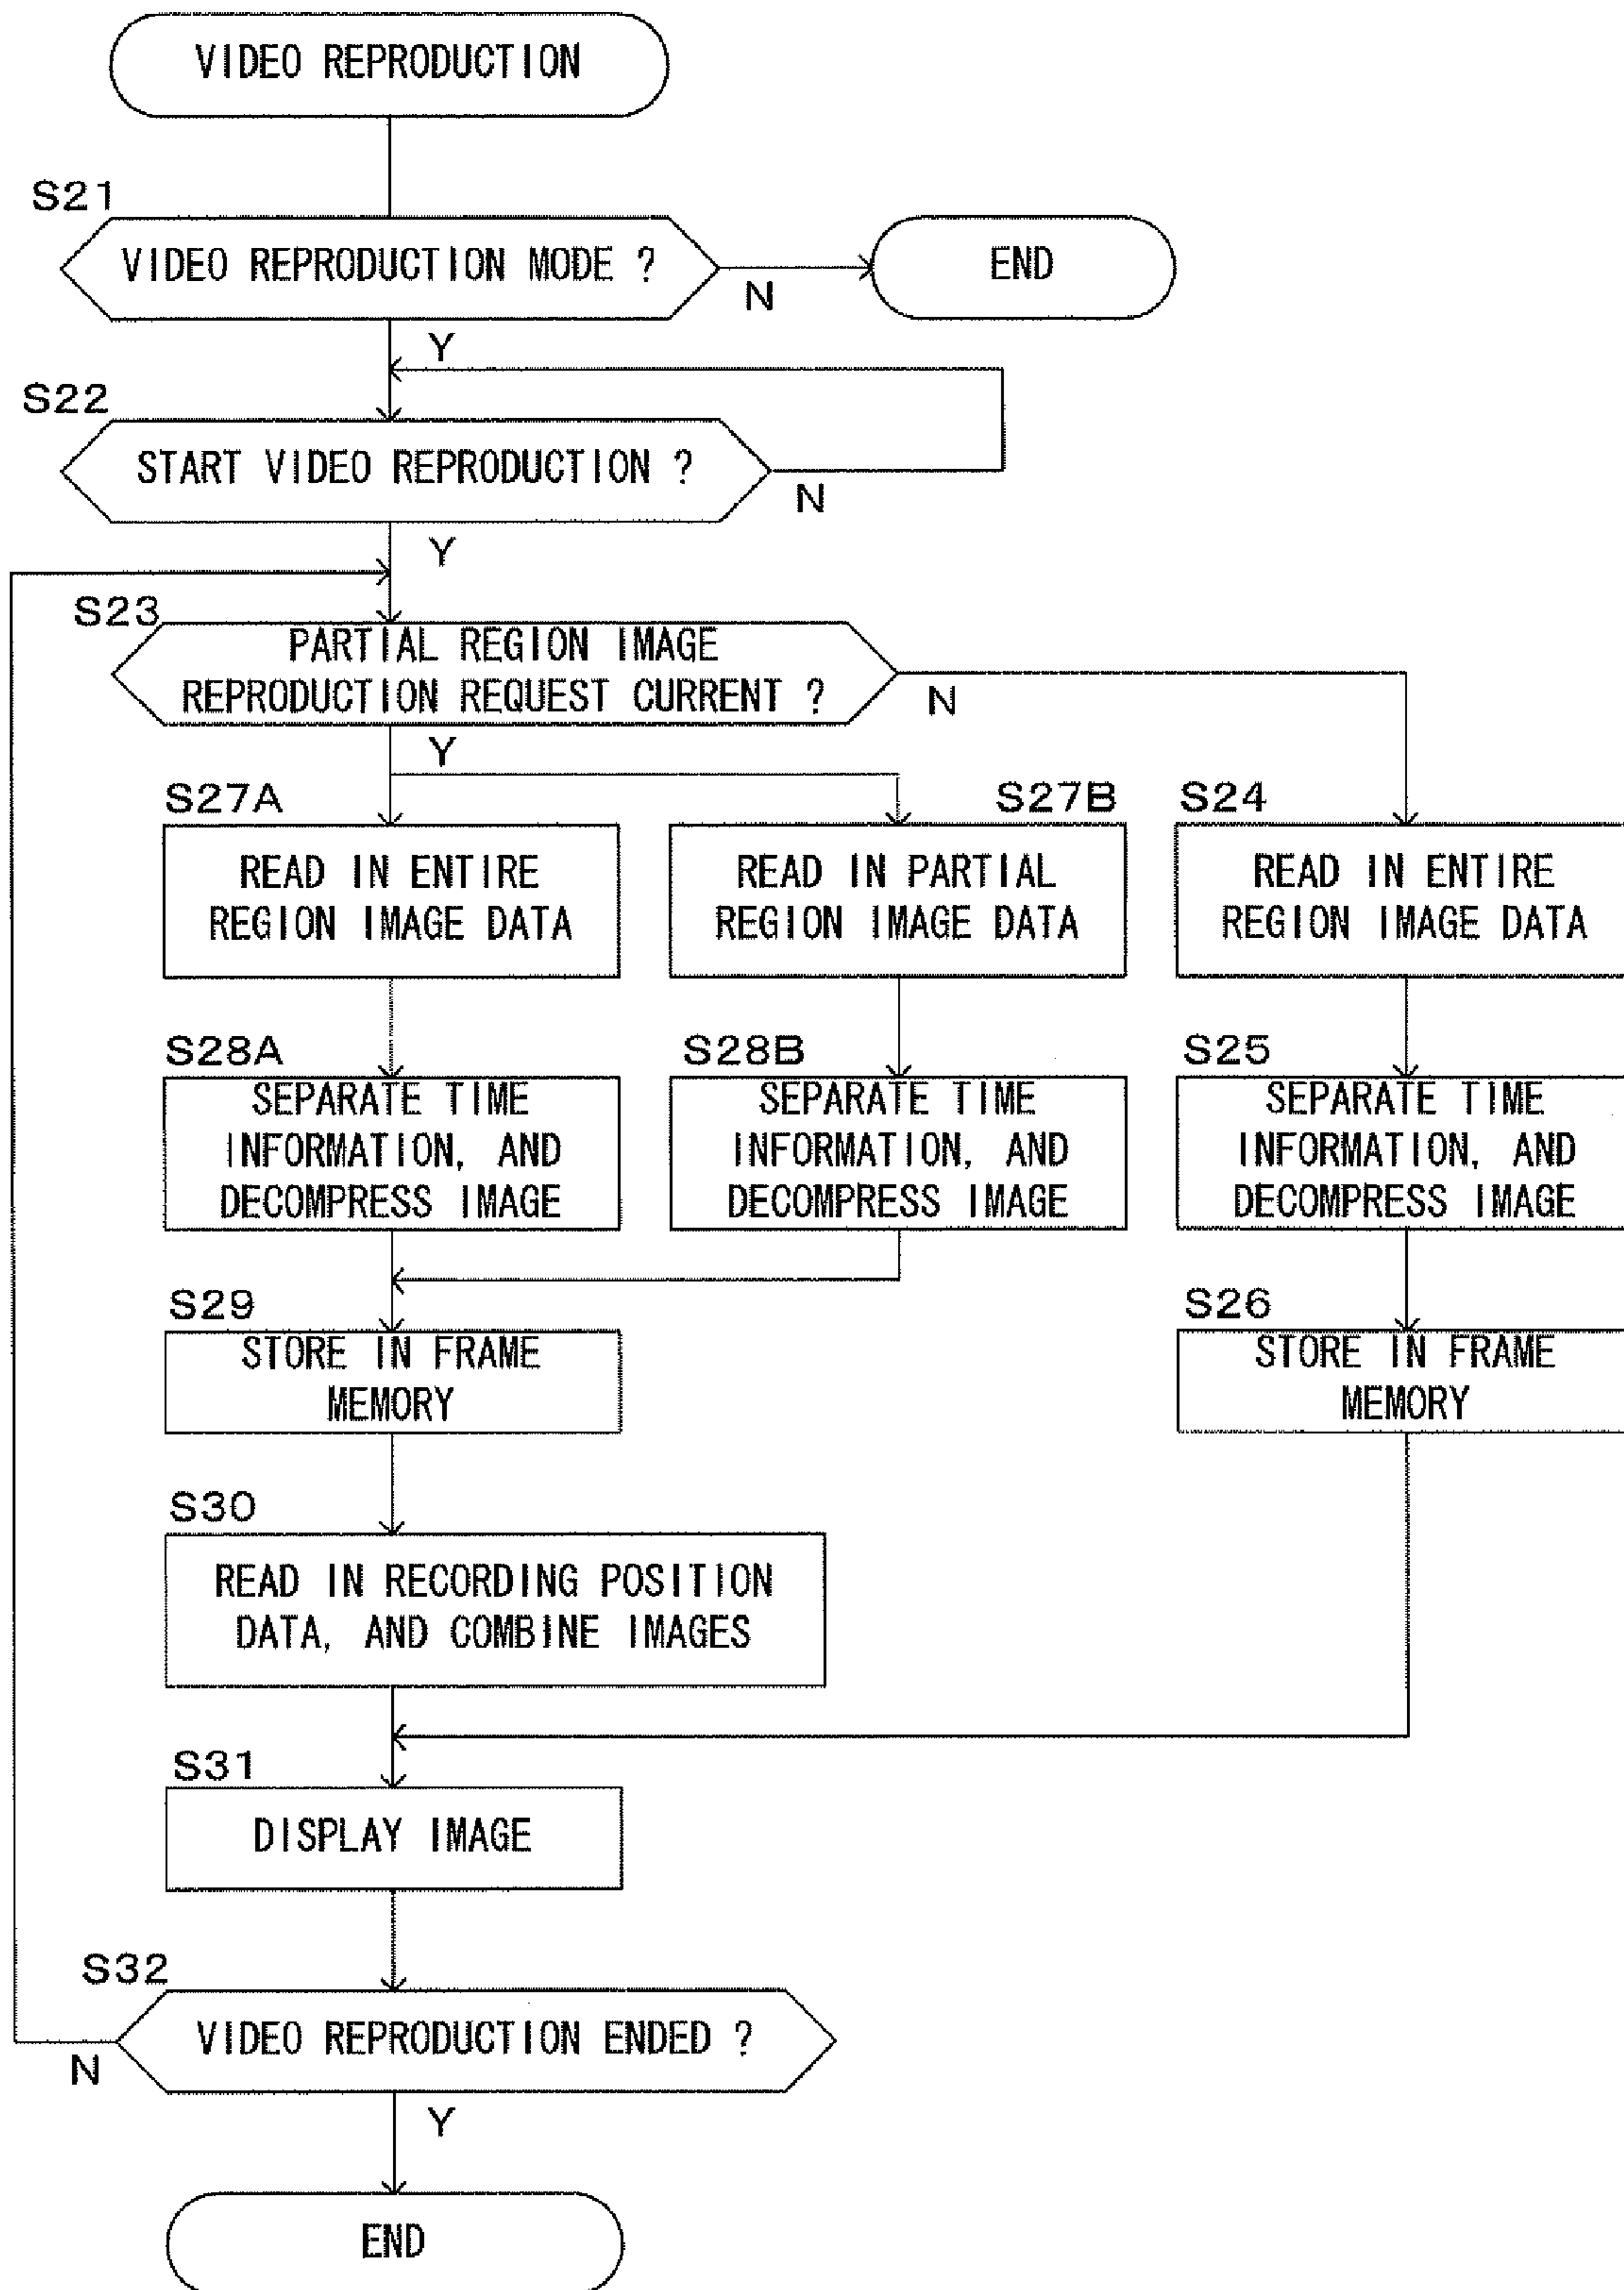 VIDEO REPRODUCTION
S21
VIDEO REPRODUCTION MODE ?
N
END
Y
S22
START VIDEO REPRODUCTION ?
N
Y
S23
PARTIAL REGION IMAGE
REPRODUCTION REQUEST CURRENT ?
N
Y
S27A
READ IN ENTIRE
REGION IMAGE DATA
S27B
READ IN PARTIAL
REGION IMAGE DATA
S24
READ IN ENTIRE
REGION IMAGE DATA
S28A
SEPARATE TIME
INFORMATION, AND
DECOMPRESS IMAGE
S28B
SEPARATE TIME
INFORMATION, AND
DECOMPRESS IMAGE
S25
SEPARATE TIME
INFORMATION, AND
DECOMPRESS IMAGE
S29
STORE IN FRAME
MEMORY
S26
STORE IN FRAME
MEMORY
S30
READ IN RECORDING POSITION
DATA, AND COMBINE IMAGES
S31
DISPLAY IMAGE
S32
VIDEO REPRODUCTION ENDED ?
N
Y
END